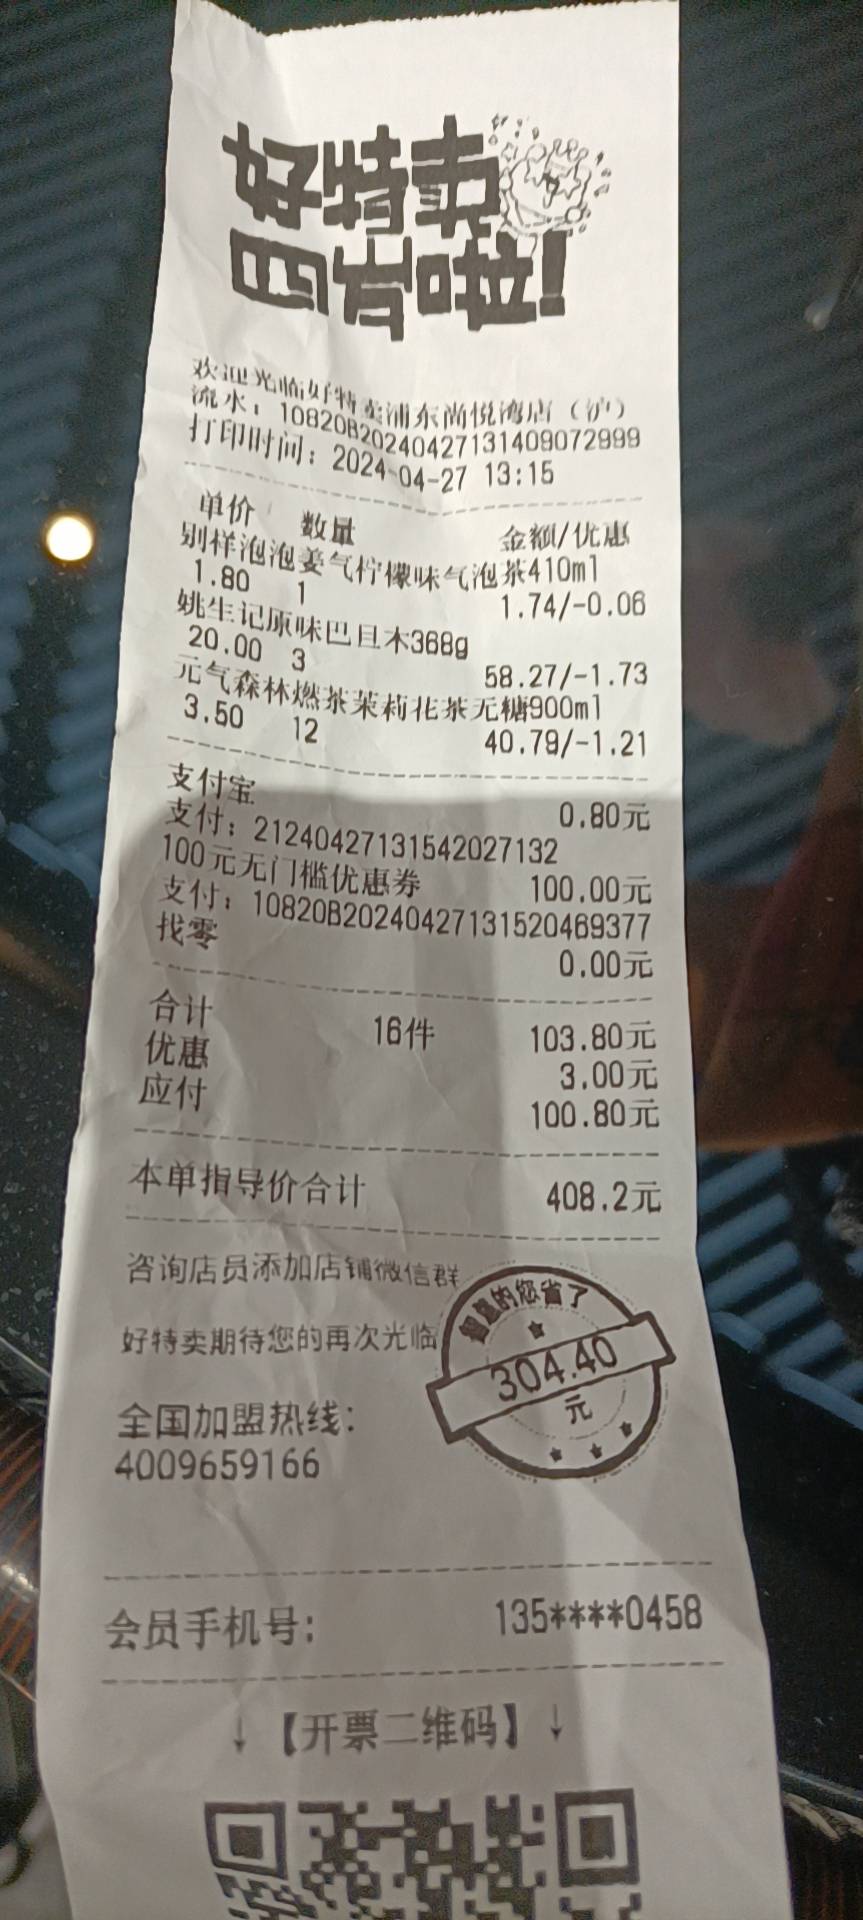 好特卖
欢迎光临好特卖浦东尚悦湾店（沪）
流水：10820B20240427131409072999
打印时间：2024-04-27 13:15
单价 数量 金额/优惠
别样泡泡姜气柠檬味气泡茶410ml
1.80 1 1.74/-0.06
姚生记原味巴旦木368g
20.00 3 58.27/-1.73
元气森林燃茶茉莉花茶无糖900ml
3.50 12 40.79/-1.21
支付宝 0.80元
支付：21240427131542027132
100元无门槛优惠券 100.00元
支付：10820B20240427131520469377
找零 0.00元
合计 16件 103.80元
优惠 3.00元
应付 100.80元
本单指导价合计 408.2元
咨询店员添加店铺微信群
好特卖期待您的再次光临
智慧的您省了
304.40
元
全国加盟热线：
4009659166
会员手机号： 135****0458
↓【开票二维码】↓